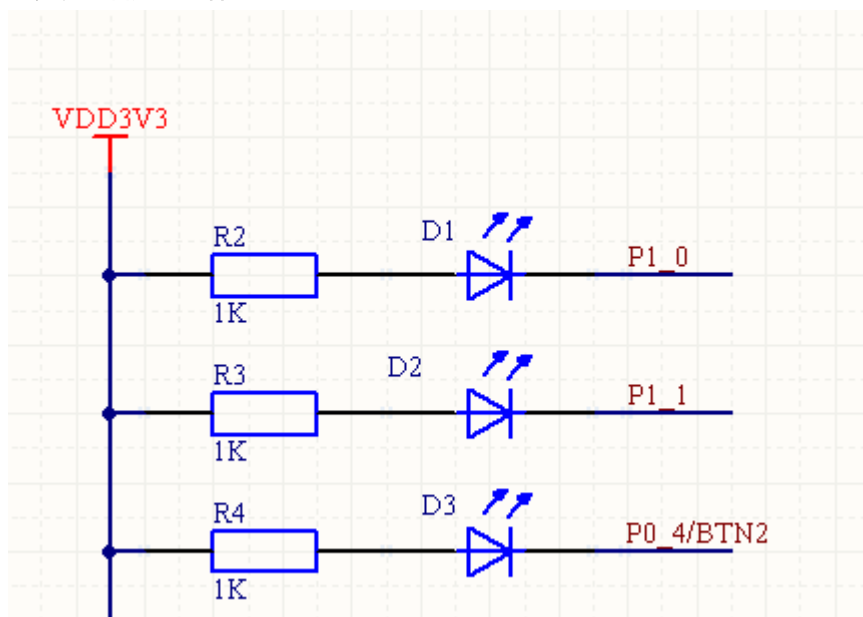 VDD3V3
R2
D1
P1_0
1K
R3
D2
P1_1
1K
R4
D3
P0_4/BTN2
1K